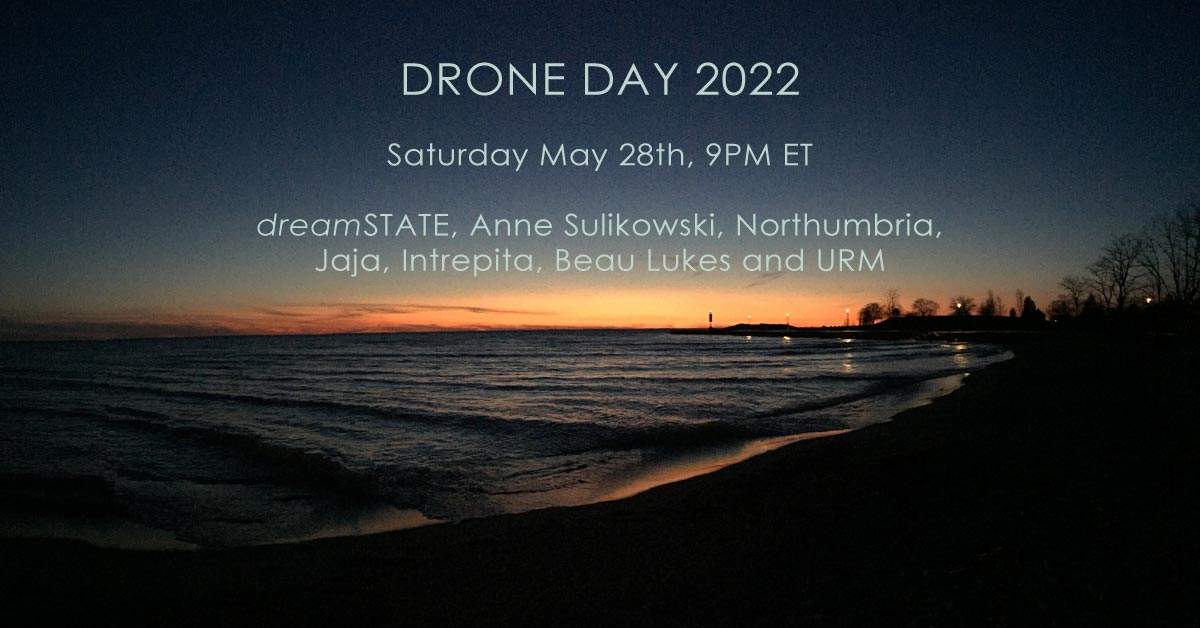 DRONE DAY 2022
Saturday May 28th, 9PM ET
dreamSTATE, Anne Sulikowski, Northumbria,
Jaja, Intrepita, Beau Lukes and URM